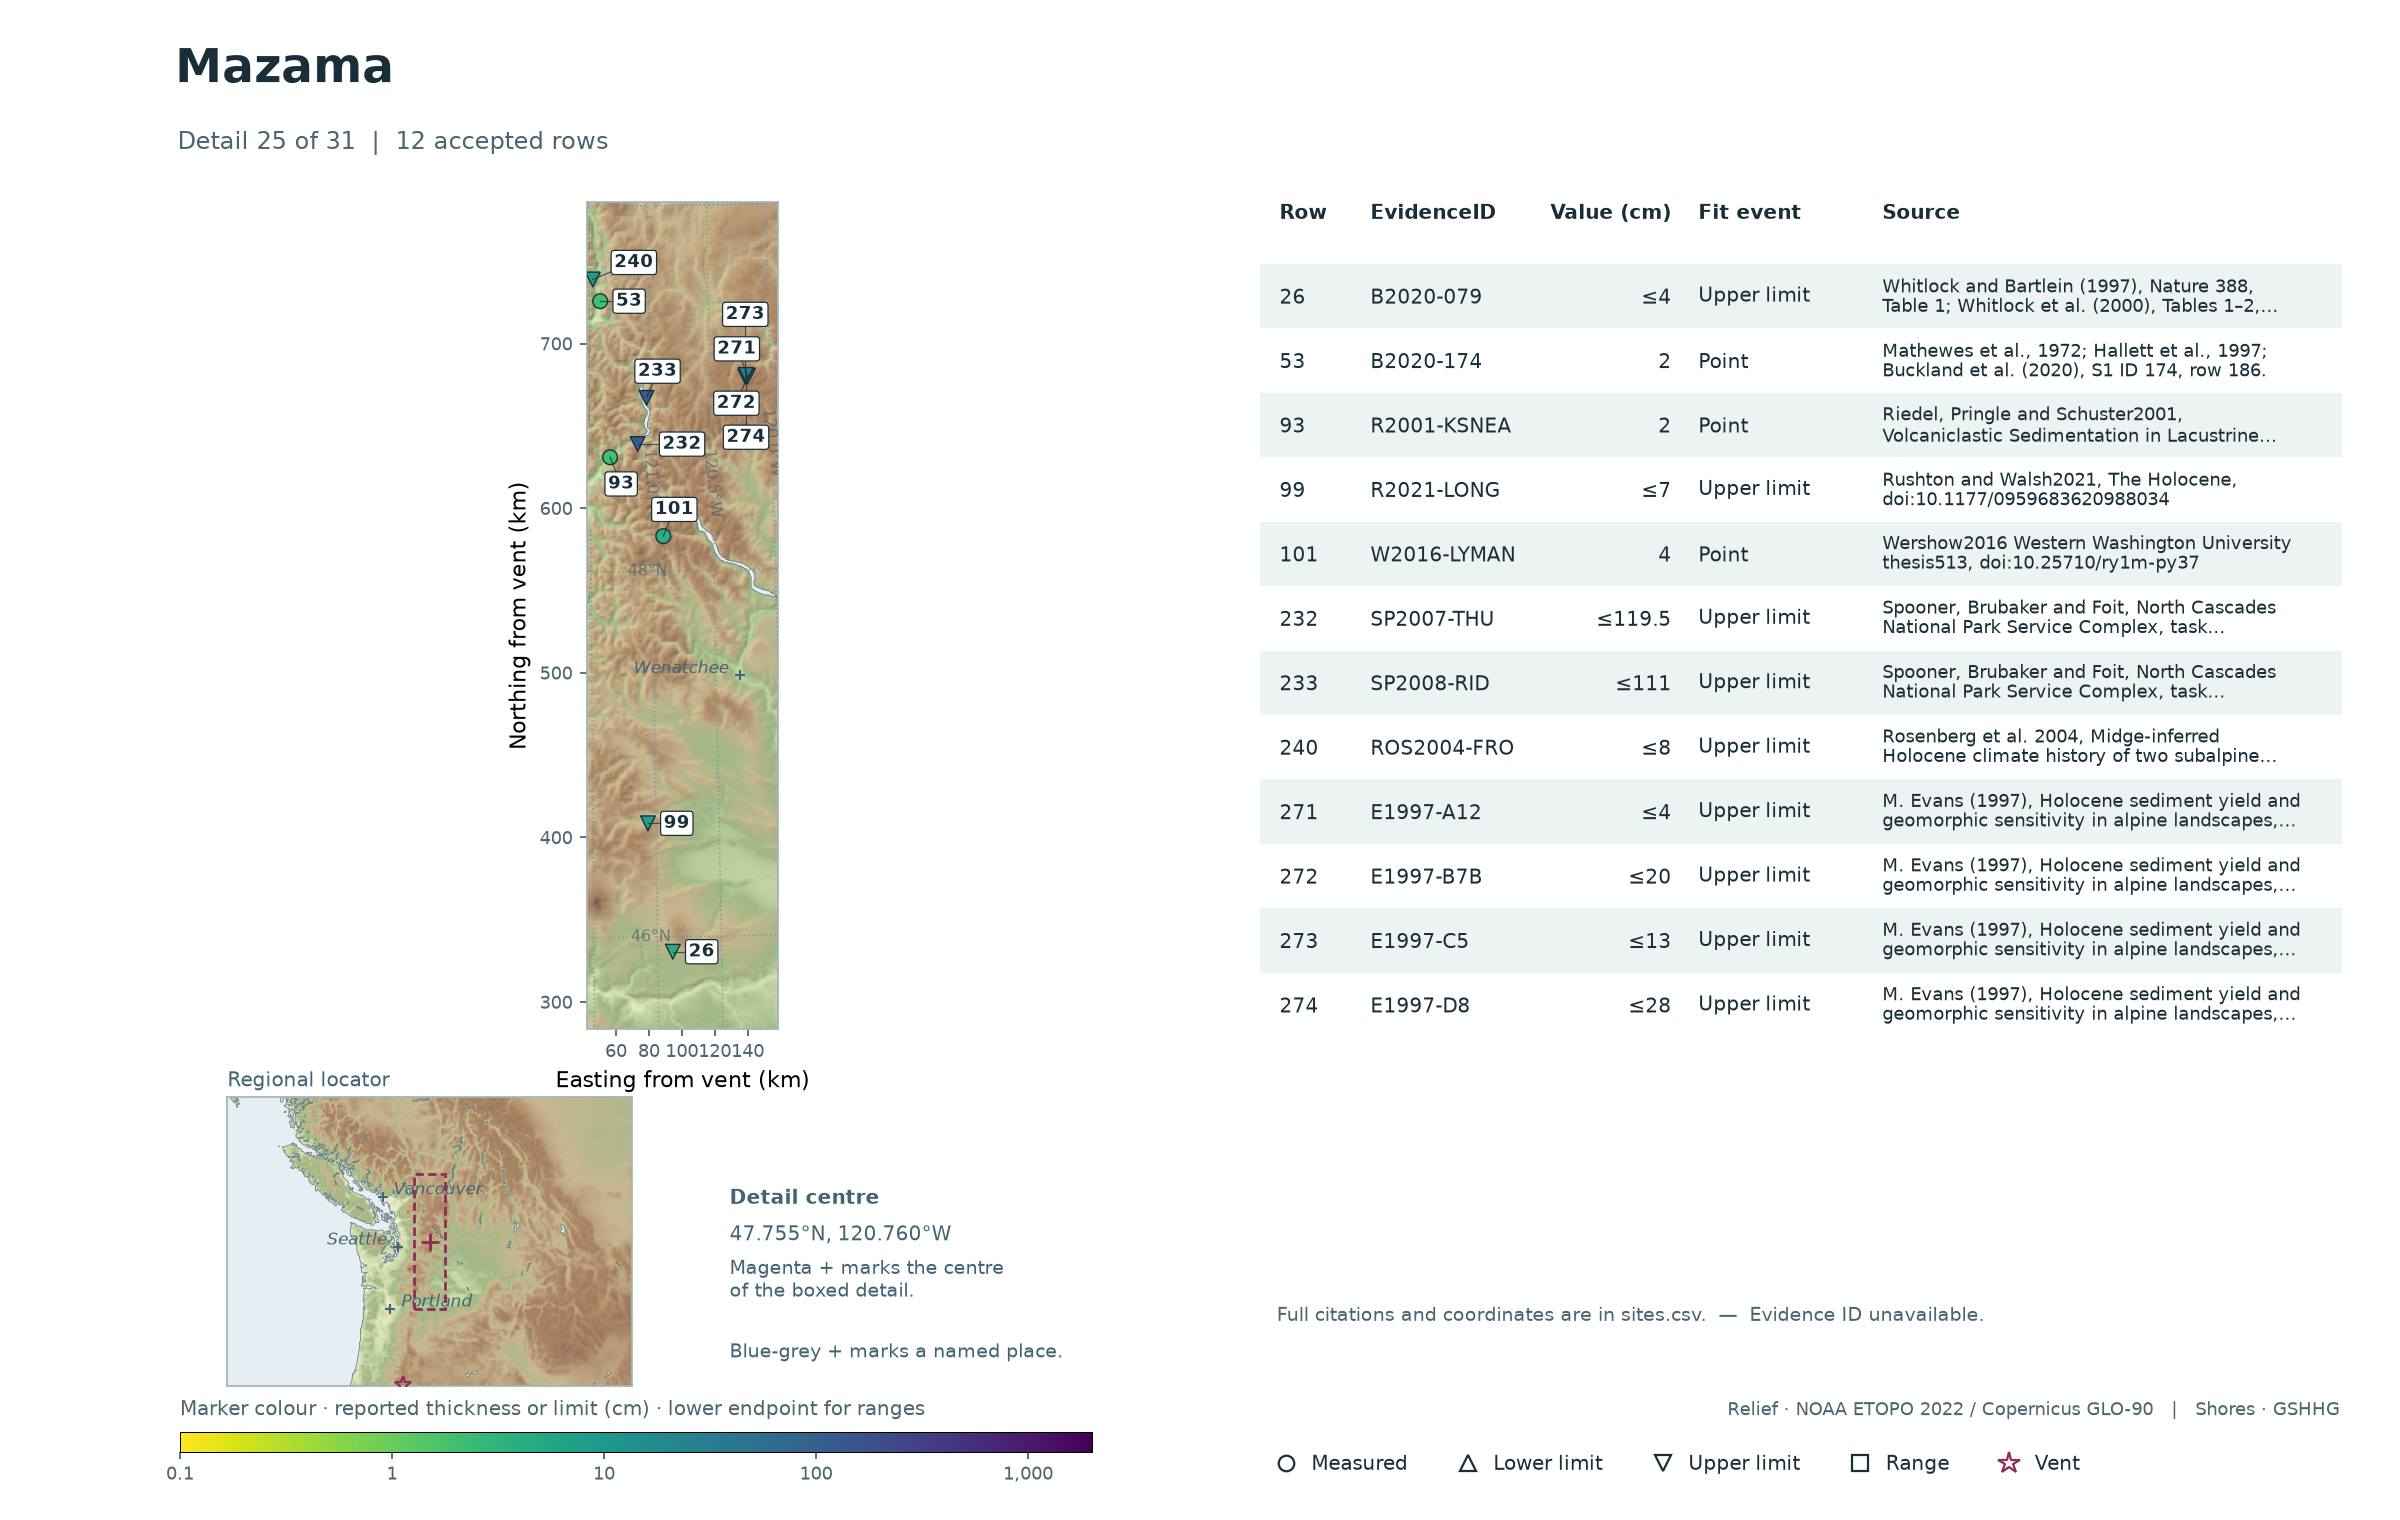 Mazama
Detail 25 of 31 | 12 accepted rows
240
53
273
271
233
272
274
232
93
101
99
26
121.0
120.5°W
120.0°W
48°N
46°N
Wenatchee
Northing from vent (km)
700
600
500
400
300
60 80 100 120 140
Easting from vent (km)
Row EvidenceID Value (cm) Fit event Source
26 B2020-079 ≤4 Upper limit Whitlock and Bartlein (1997), Nature 388,
Table 1; Whitlock et al. (2000), Tables 1–2,…
53 B2020-174 2 Point Mathewes et al., 1972; Hallett et al., 1997;
Buckland et al. (2020), S1 ID 174, row 186.
93 R2001-KSNEA 2 Point Riedel, Pringle and Schuster2001,
Volcaniclastic Sedimentation in Lacustrine…
99 R2021-LONG ≤7 Upper limit Rushton and Walsh2021, The Holocene,
doi:10.1177/0959683620988034
101 W2016-LYMAN 4 Point Wershow2016 Western Washington University
thesis513, doi:10.25710/ry1m-py37
232 SP2007-THU ≤119.5 Upper limit Spooner, Brubaker and Foit, North Cascades
National Park Service Complex, task…
233 SP2008-RID ≤111 Upper limit Spooner, Brubaker and Foit, North Cascades
National Park Service Complex, task…
240 ROS2004-FRO ≤8 Upper limit Rosenberg et al. 2004, Midge-inferred
Holocene climate history of two subalpine…
271 E1997-A12 ≤4 Upper limit M. Evans (1997), Holocene sediment yield and
geomorphic sensitivity in alpine landscapes,…
272 E1997-B7B ≤20 Upper limit M. Evans (1997), Holocene sediment yield and
geomorphic sensitivity in alpine landscapes,…
273 E1997-C5 ≤13 Upper limit M. Evans (1997), Holocene sediment yield and
geomorphic sensitivity in alpine landscapes,…
274 E1997-D8 ≤28 Upper limit M. Evans (1997), Holocene sediment yield and
geomorphic sensitivity in alpine landscapes,…
Regional locator
Vancouver
Seattle
Portland
Detail centre
47.755°N, 120.760°W
Magenta + marks the centre
of the boxed detail.
Blue-grey + marks a named place.
Full citations and coordinates are in sites.csv. — Evidence ID unavailable.
Marker colour · reported thickness or limit (cm) · lower endpoint for ranges
0.1 1 10 100 1,000
Relief · NOAA ETOPO 2022 / Copernicus GLO-90 | Shores · GSHHG
Measured Lower limit Upper limit Range Vent